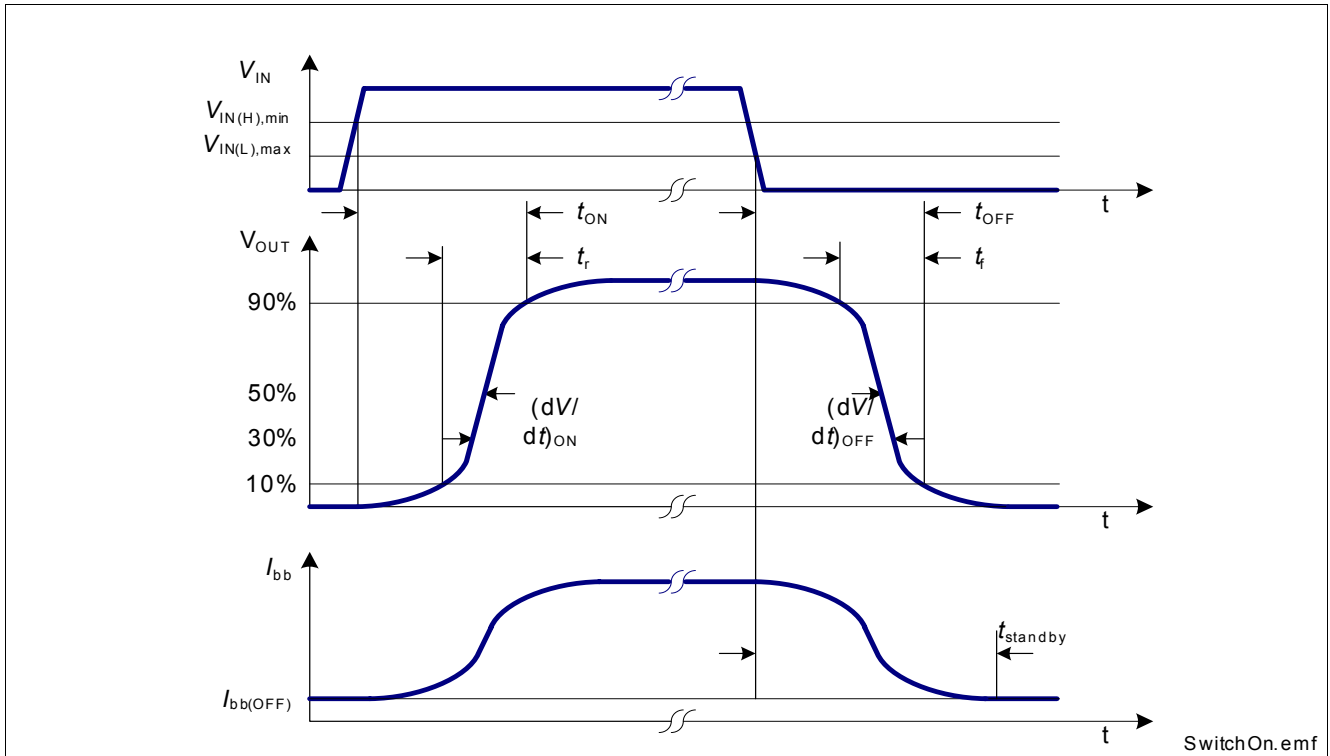 V_IN
V_IN(H),min
V_IN(L),max
t
t_ON
t_OFF
V_OUT
t_r
t_f
90%
50%
(dV/
dt)_ON
(dV/
dt)_OFF
30%
10%
t
I_bb
t_standby
I_bb(OFF)
t
SwitchOn.emf